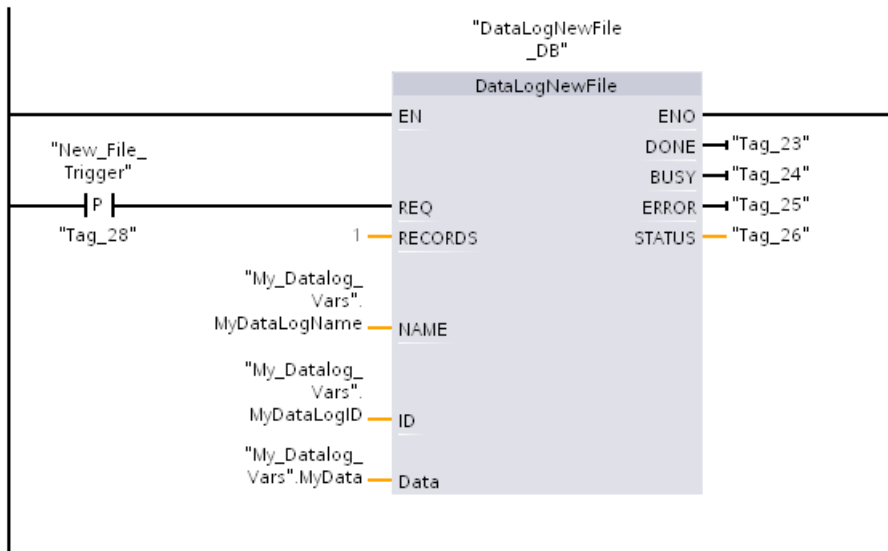 "DataLogNewFile
_DB"
DataLogNewFile
EN ENO
DONE "Tag_23"
"New_File_
Trigger"
BUSY "Tag_24"
P
REQ ERROR "Tag_25"
"Tag_28" 1 RECORDS STATUS "Tag_26"
"My_Datalog_
Vars".
MyDataLogName NAME
"My_Datalog_
Vars".
MyDataLogID ID
"My_Datalog_
Vars".MyData Data